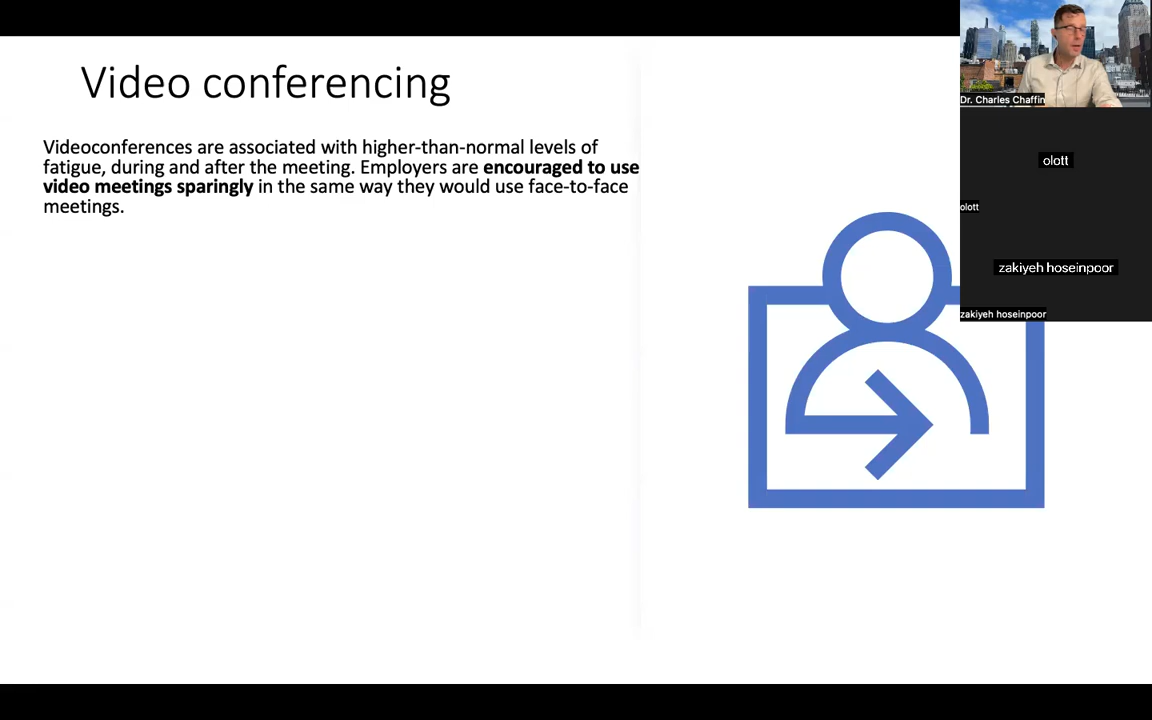 Video conferencing
Videoconferences are associated with higher-than-normal levels of
fatigue, during and after the meeting. Employers are encouraged to use
video meetings sparingly in the same way they would use face-to-face
meetings.
Dr. Charles Chaffin
olott
olott
zakiyeh hoseinpoor
zakiyeh hoseinpoor